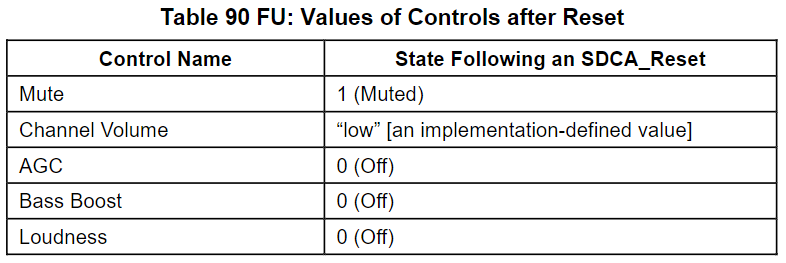 Table 90 FU: Values of Controls after Reset
Control Name State Following an SDCA_Reset
Mute 1 (Muted)
Channel Volume “low” [an implementation-defined value]
AGC 0 (Off)
Bass Boost 0 (Off)
Loudness 0 (Off)